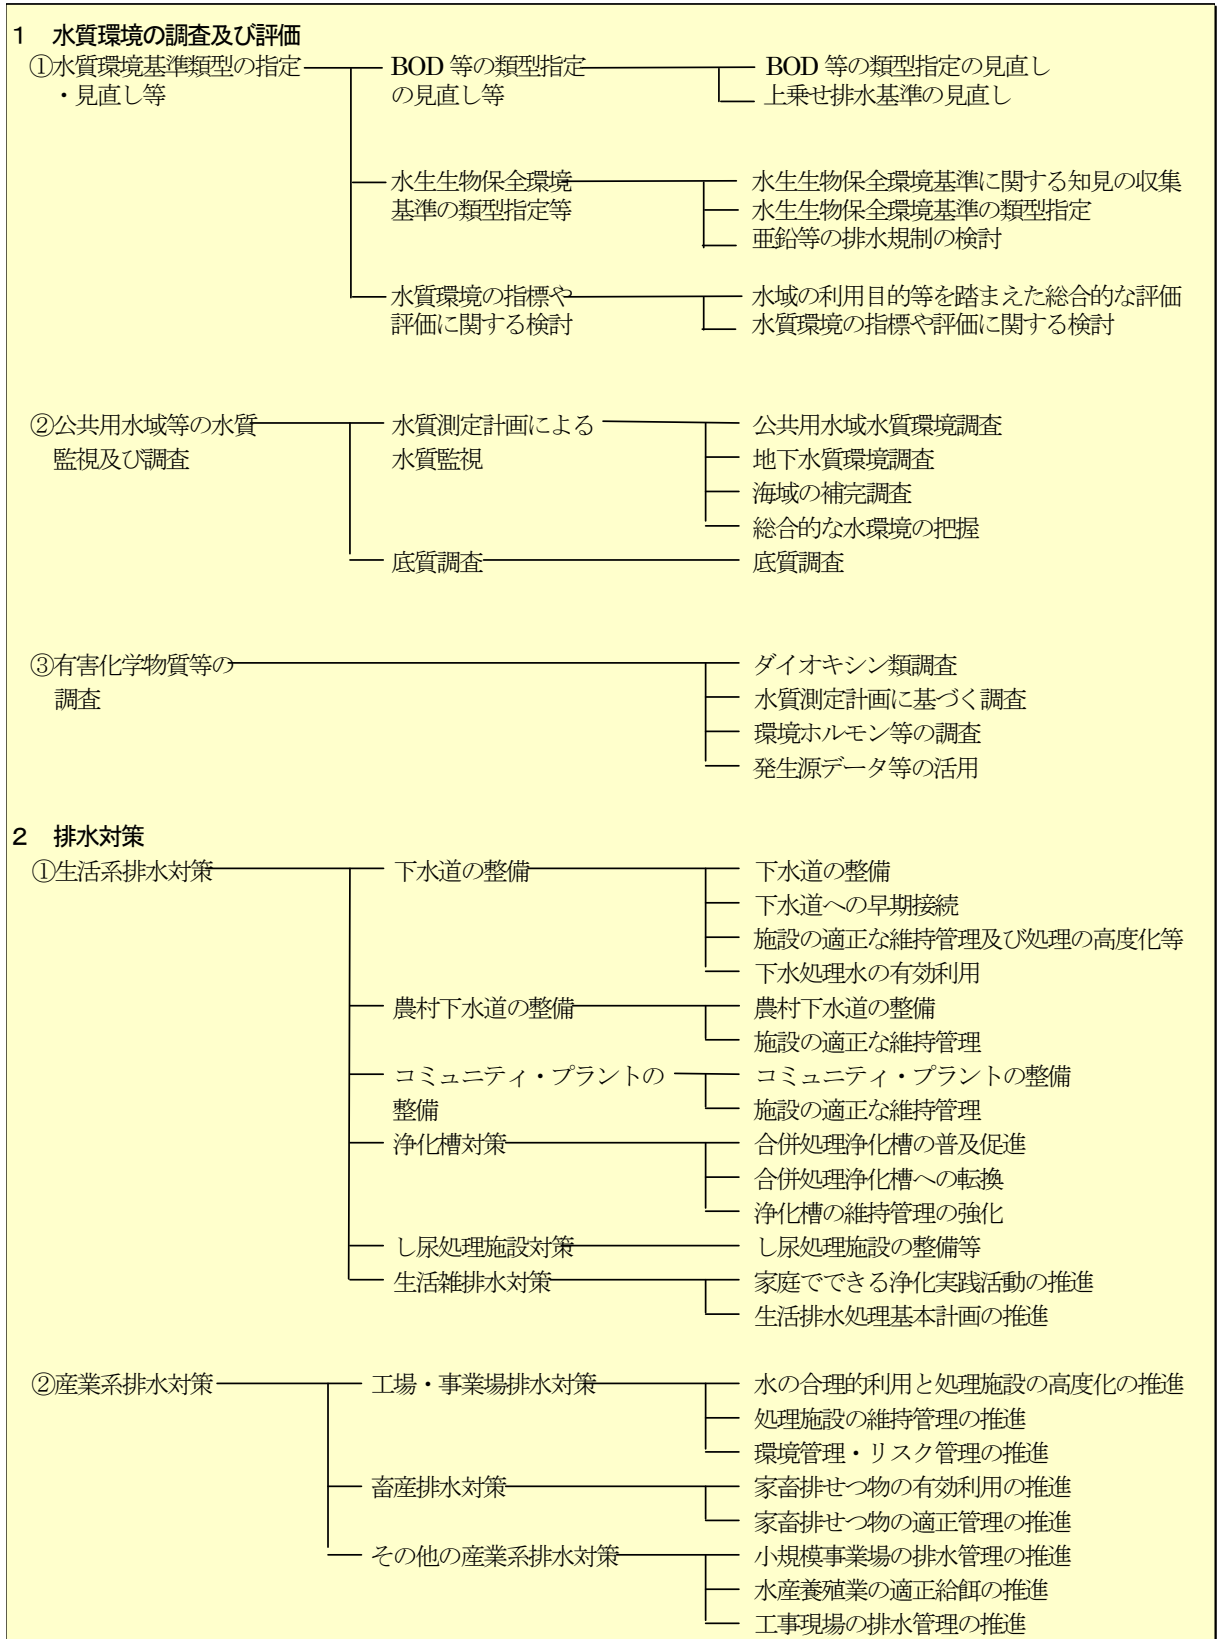 1 水質環境の調査及び評価
①水質環境基準類型の指定 BOD 等の類型指定 BOD 等の類型指定の見直し
・見直し等 の見直し等 上乗せ排水基準の見直し
水生生物保全環境 水生生物保全環境基準に関する知見の収集
基準の類型指定等 水生生物保全環境基準の類型指定
亜鉛等の排水規制の検討
水質環境の指標や 水域の利用目的等を踏まえた総合的な評価
評価に関する検討 水質環境の指標や評価に関する検討
②公共用水域等の水質 水質測定計画による 公共用水域水質環境調査
監視及び調査 水質監視 地下水質環境調査
海域の補完調査
総合的な水環境の把握
底質調査 底質調査
③有害化学物質等の ダイオキシン類調査
調査 水質測定計画に基づく調査
環境ホルモン等の調査
発生源データ等の活用
2 排水対策
①生活系排水対策 下水道の整備 下水道の整備
下水道への早期接続
施設の適正な維持管理及び処理の高度化等
下水処理水の有効利用
農村下水道の整備 農村下水道の整備
施設の適正な維持管理
コミュニティ・プラントの コミュニティ・プラントの整備
整備 施設の適正な維持管理
浄化槽対策 合併処理浄化槽の普及促進
合併処理浄化槽への転換
浄化槽の維持管理の強化
し尿処理施設対策 し尿処理施設の整備等
生活雑排水対策 家庭でできる浄化実践活動の推進
生活排水処理基本計画の推進
②産業系排水対策 工場・事業場排水対策 水の合理的利用と処理施設の高度化の推進
処理施設の維持管理の推進
環境管理・リスク管理の推進
畜産排水対策 家畜排せつ物の有効利用の推進
家畜排せつ物の適正管理の推進
その他の産業系排水対策 小規模事業場の排水管理の推進
水産養殖業の適正給餌の推進
工事現場の排水管理の推進